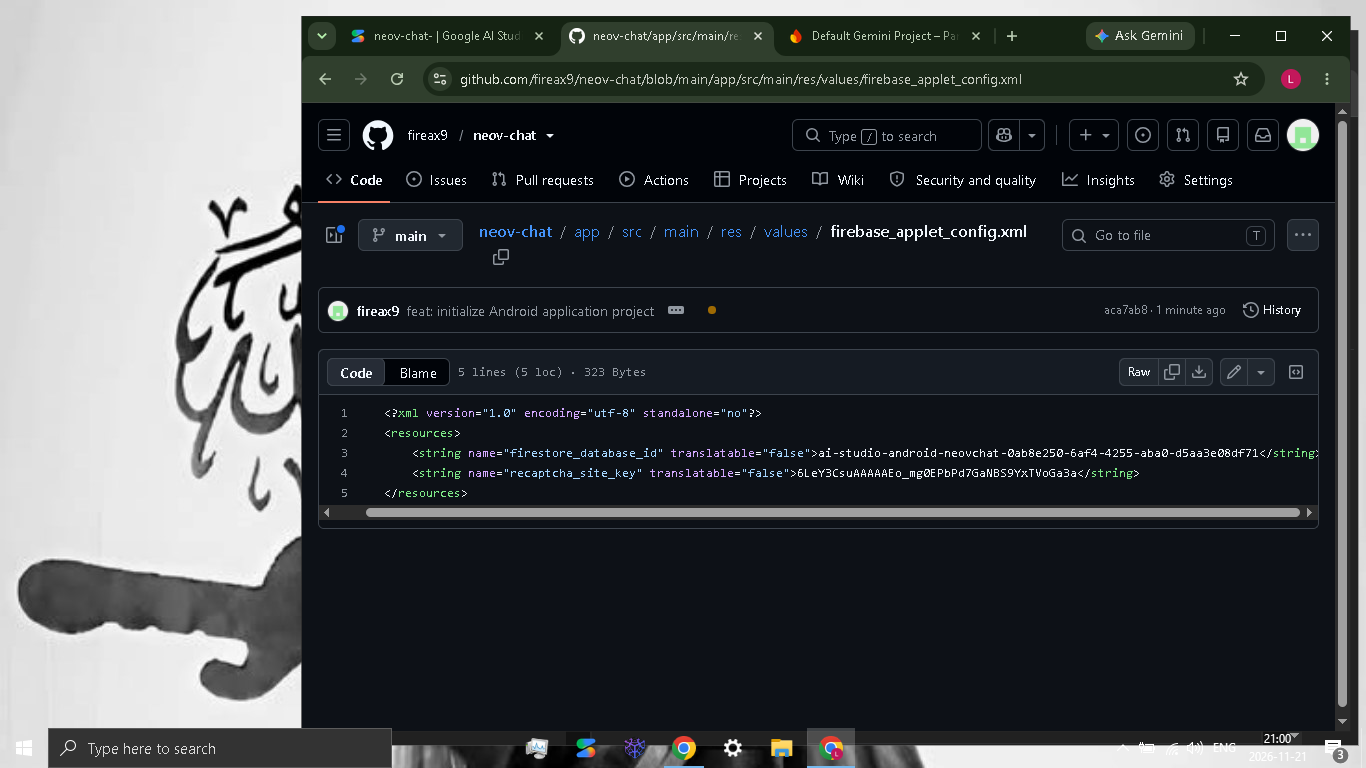 neov-chat- | Google AI Stud
neov-chat/app/src/main/re
Default Gemini Project – Pa
Ask Gemini
github.com/fireax9/neov-chat/blob/main/app/src/main/res/values/firebase_applet_config.xml
L
fireax9 / neov-chat
Type / to search
Code
Issues
Pull requests
Actions
Projects
Wiki
Security and quality
Insights
Settings
main
neov-chat / app / src / main / res / values / firebase_applet_config.xml
Go to file
T
fireax9 feat: initialize Android application project
aca7ab8 · 1 minute ago
History
Code
Blame
5 lines (5 loc) · 323 Bytes
Raw
1 <?xml version="1.0" encoding="utf-8" standalone="no"?>
2 <resources>
3 <string name="firestore_database_id" translatable="false">ai-studio-android-neovchat-0ab8e250-6af4-4255-aba0-d5aa3e08df71</string>
4 <string name="recaptcha_site_key" translatable="false">6LeY3CsuAAAAAEo_mg0EPbPd7GaNBS9YxTVoGa3a</string>
5 </resources>
Type here to search
ENG
21:00
2026-11-21
3